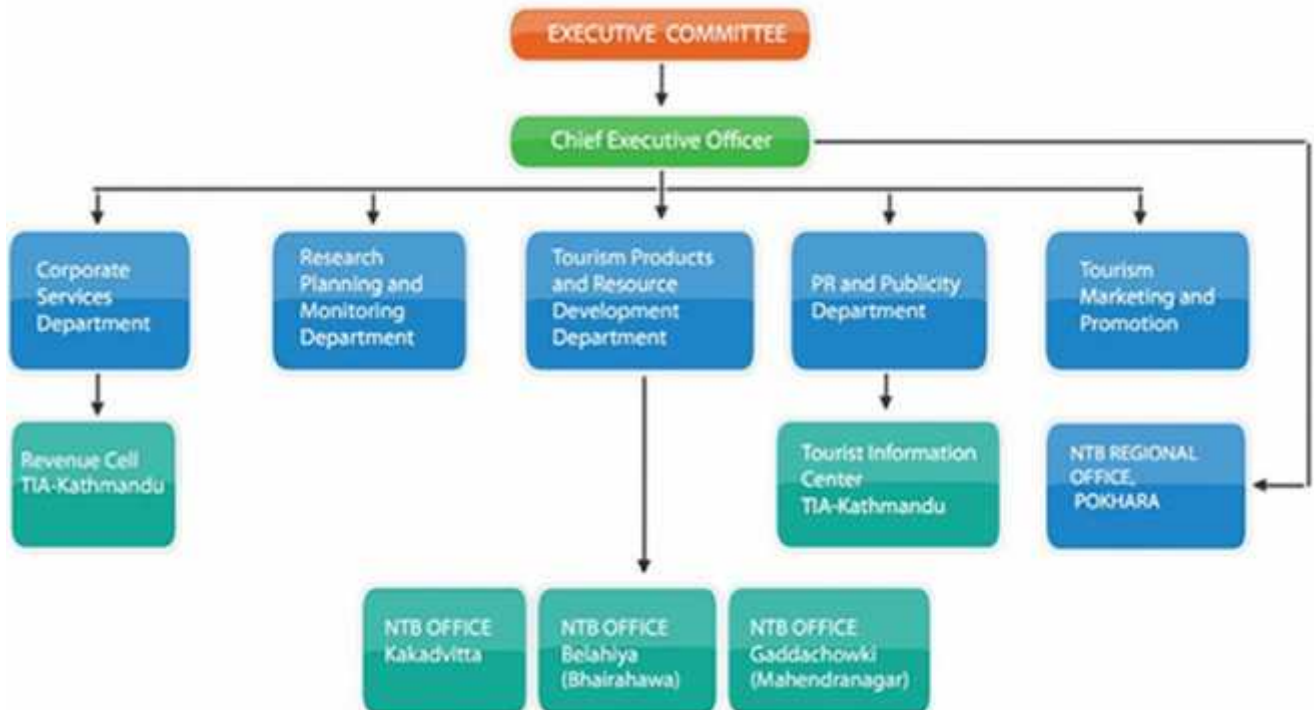 EXECUTIVE COMMITTEE
Chief Executive Officer
Corporate
Services
Department
Research
Planning and
Monitoring
Department
Tourism Products
and Resource
Development
Department
PR and Publicity
Department
Tourism
Marketing and
Promotion
Revenue Cell
TIA-Kathmandu
Tourist Information
Center
TIA-Kathmandu
NTB REGIONAL
OFFICE,
POKHARA
NTB OFFICE
Kakadvitta
NTB OFFICE
Belahiya
(Bhairahawa)
NTB OFFICE
Gaddachowki
(Mahendranagar)